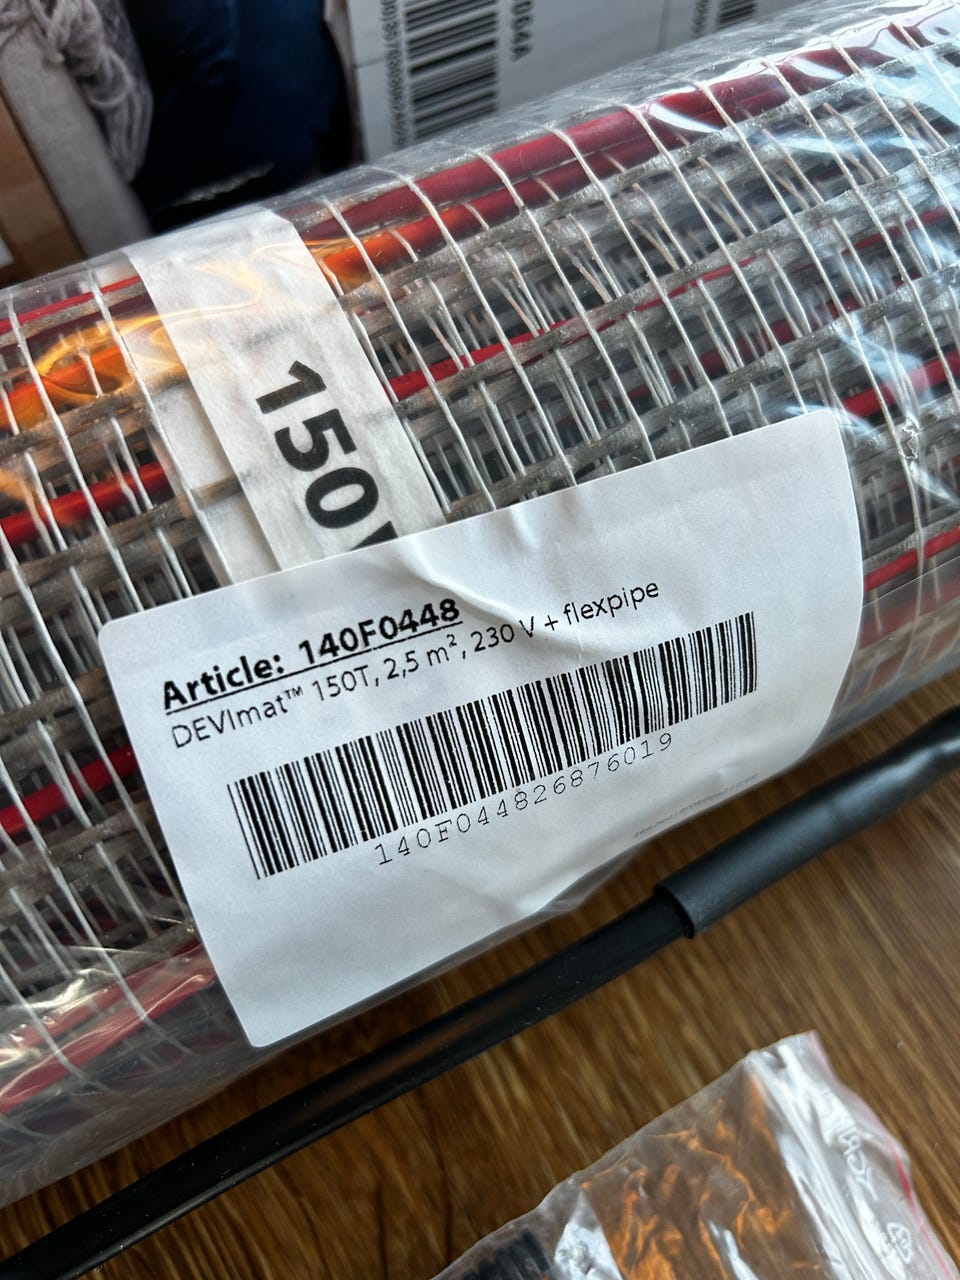 150
Article: 140F0448
DEVImat™ 150T, 2,5 m², 230 V + flexpipe
140F044826876019